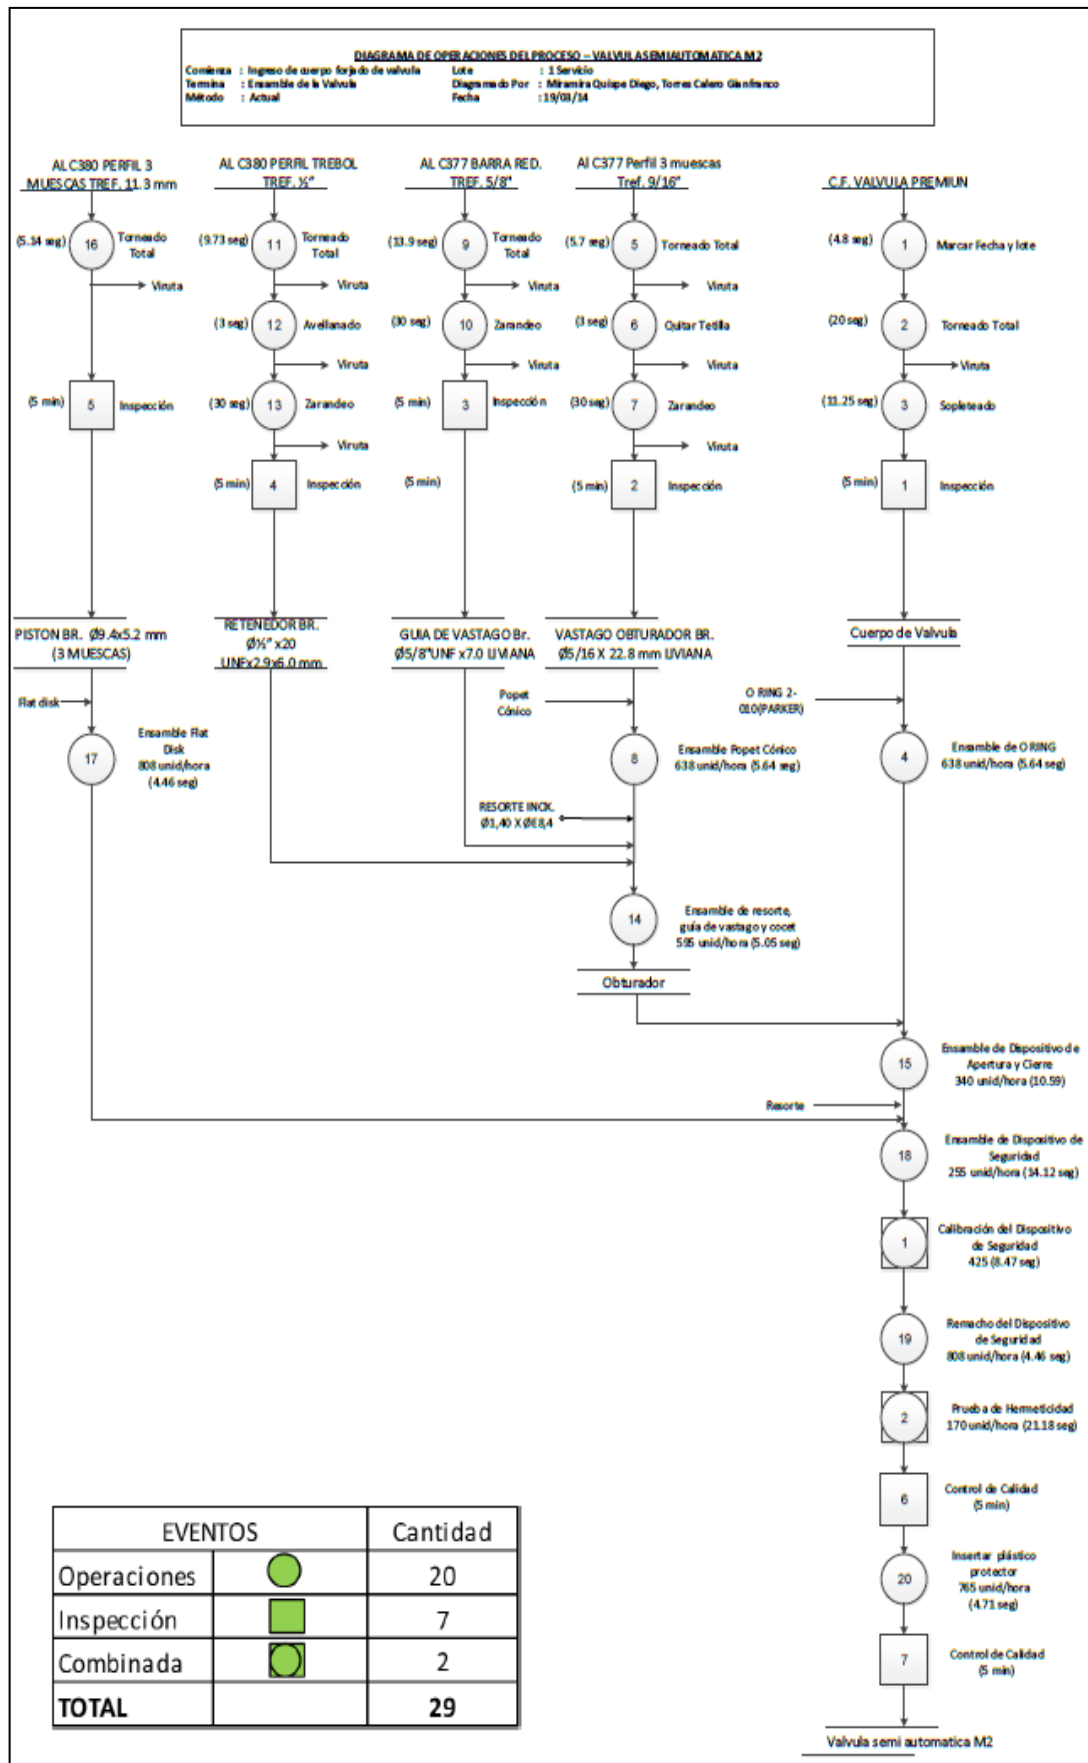 DIAGRAMA DE OPERACIONES DEL PROCESO – VALVULA SEMIAUTOMATICA M2
Comienza : Ingreso de cuerpo forjado de valvula Lote : 1 Servicio
Termina : Ensamble de la Valvula Diagramado Por : Miramira Quispe Diego, Torres Calero Gianfranco
Método : Actual Fecha : 19/03/14
AL C380 PERFIL 3
MUESCAS TREF. 11.3 mm
AL C380 PERFIL TREBOL
TREF. ½"
AL C377 BARRA RED.
TREF. 5/8"
Al C377 Perfil 3 muescas
Tref. 9/16"
C.F. VALVULA PREMIUN
(5.14 seg) 16 Torneado
Total
Viruta
(9.73 seg) 11 Torneado
Total
Viruta
(13.9 seg) 9 Torneado
Total
Viruta
(5.7 seg) 5 Torneado Total
Viruta
(4.8 seg) 1 Marcar Fecha y lote
(3 seg) 12 Avellanado
Viruta
(30 seg) 10 Zarandeo
Viruta
(3 seg) 6 Quitar Tetilla
Viruta
(20 seg) 2 Torneado Total
Viruta
(5 min) 5 Inspección
(30 seg) 13 Zarandeo
Viruta
(5 min) 3 Inspección
(30 seg) 7 Zarandeo
Viruta
(11.25 seg) 3 Sopleteado
(5 min) 4 Inspección
(5 min)
(5 min) 2 Inspección
(5 min) 1 Inspección
PISTON BR. Ø9.4x5.2 mm
(3 MUESCAS)
RETENEDOR BR.
Ø½" x20
UNFx2.9x6.0 mm
GUIA DE VASTAGO Br.
Ø5/8"UNF x7.0 LIVIANA
VASTAGO OBTURADOR BR.
Ø5/16 X 22.8 mm LIVIANA
Cuerpo de Valvula
Flat disk
Popet
Cónico
O RING 2-
010(PARKER)
17 Ensamble Flat
Disk
808 unid/hora
(4.46 seg)
8 Ensamble Popet Cónico
638 unid/hora (5.64 seg)
4 Ensamble de O RING
638 unid/hora (5.64 seg)
RESORTE INOX.
Ø1,40 X ØE8,4
14 Ensamble de resorte,
guía de vastago y cocet
595 unid/hora (5.05 seg)
Obturador
15 Ensamble de Dispositivo de
Apertura y Cierre
340 unid/hora (10.59)
Resorte
18 Ensamble de Dispositivo de
Seguridad
255 unid/hora (14.12 seg)
1 Calibración del Dispositivo
de Seguridad
425 (8.47 seg)
19 Remacho del Dispositivo
de Seguridad
808 unid/hora (4.46 seg)
2 Prueba de Hermeticidad
170 unid/hora (21.18 seg)
6 Control de Calidad
(5 min)
20 Insertar plástico
protector
765 unid/hora
(4.71 seg)
7 Control de Calidad
(5 min)
Valvula semi automatica M2
EVENTOS Cantidad
Operaciones 20
Inspección 7
Combinada 2
TOTAL 29